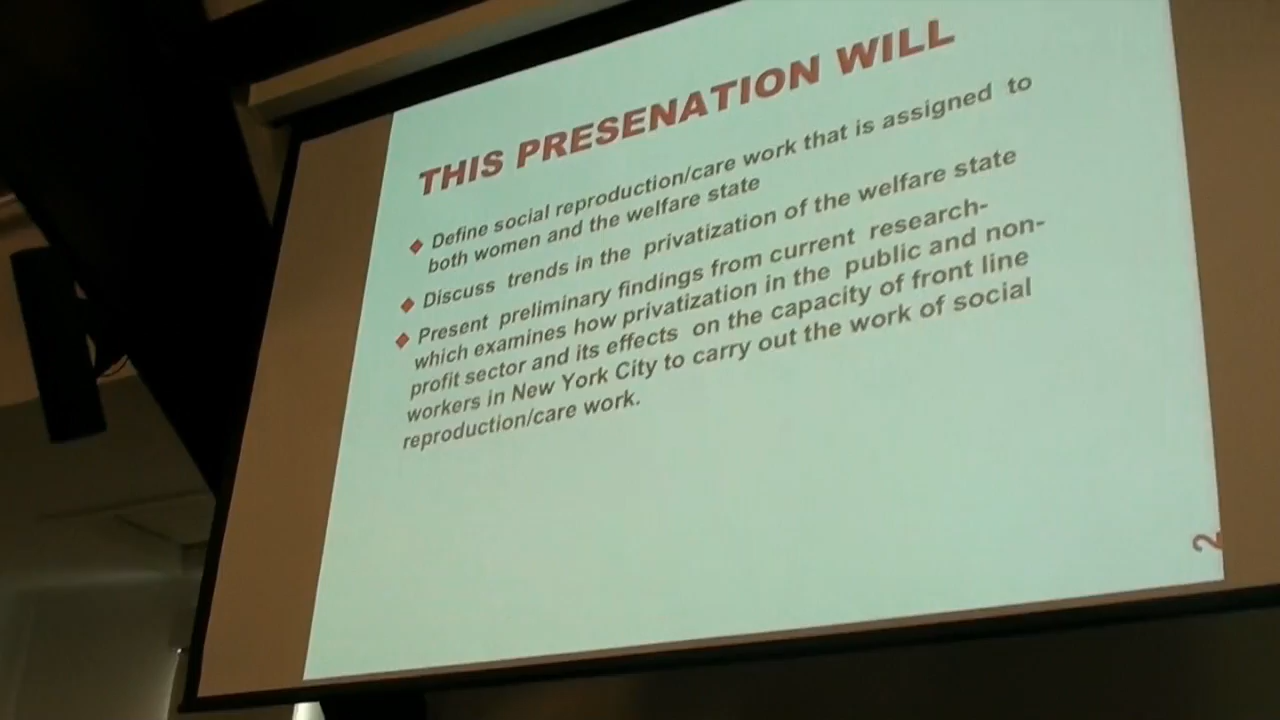 THIS PRESENATION WILL
Define social reproduction/care work that is assigned to
both women and the welfare state
Discuss trends in the privatization of the welfare state
Present preliminary findings from current research-
which examines how privatization in the public and non-
profit sector and its effects on the capacity of front line
workers in New York City to carry out the work of social
reproduction/care work.
2